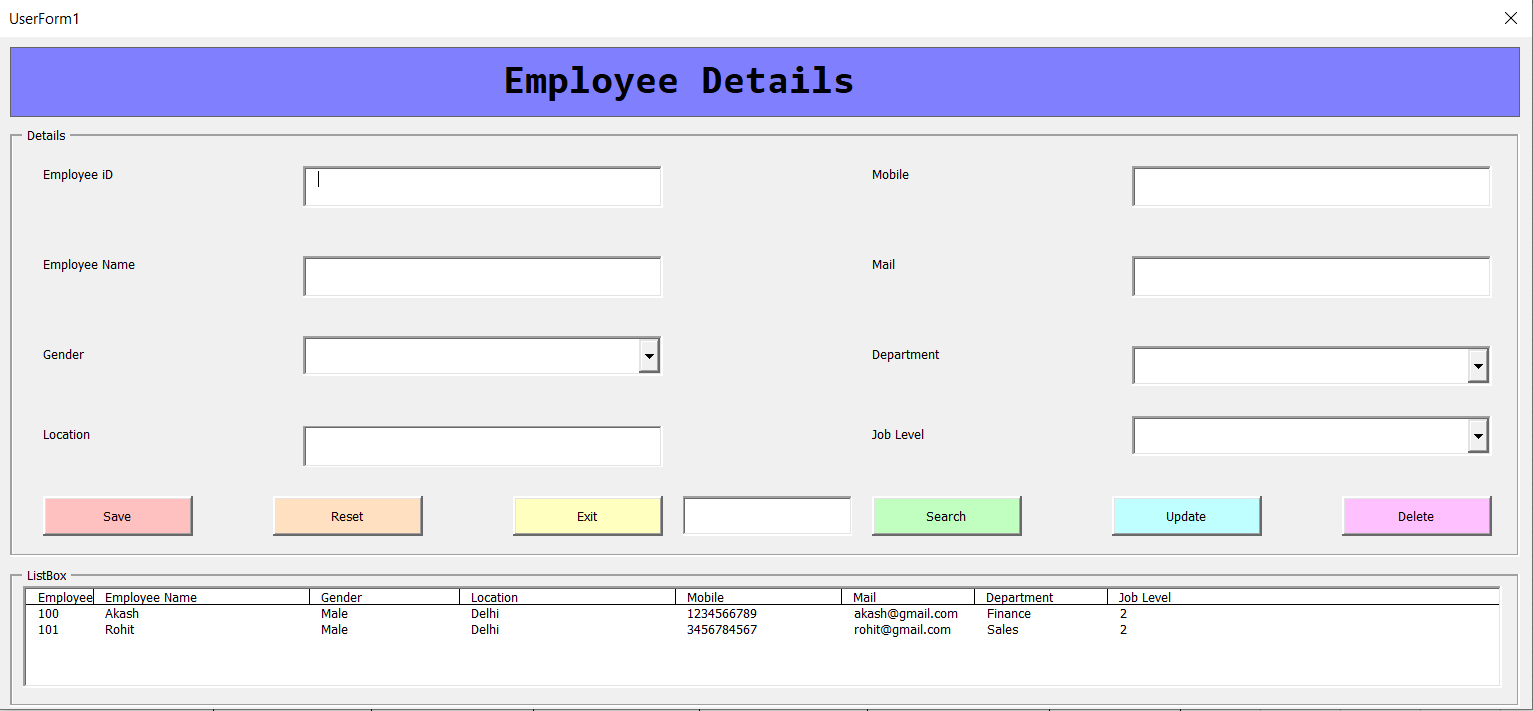 UserForm1
Employee Details
Details
Employee iD
Mobile
Employee Name
Mail
Gender
Department
Location
Job Level
Save Reset Exit Search Update Delete
ListBox
Employee Employee Name Gender Location Mobile Mail Department Job Level
100 Akash Male Delhi 1234566789 akash@gmail.com Finance 2
101 Rohit Male Delhi 3456784567 rohit@gmail.com Sales 2